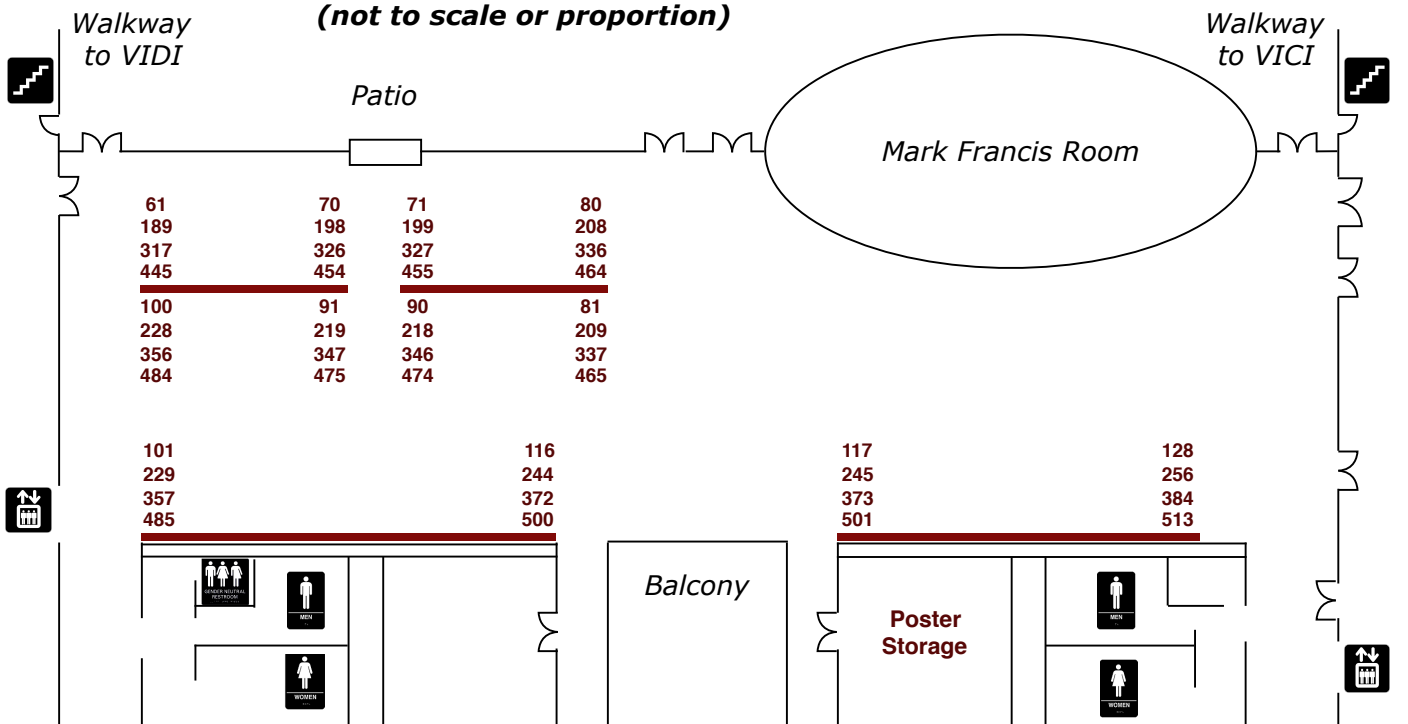 (not to scale or proportion)
Walkway
to VIDI
Walkway
to VICI
Patio
Mark Francis Room
61 70 71 80
189 198 199 208
317 326 327 336
445 454 455 464
100 91 90 81
228 219 218 209
356 347 346 337
484 475 474 465
101 116 117 128
229 244 245 256
357 372 373 384
485 500 501 513
GENDER NEUTRAL
RESTROOM
MEN
WOMEN
Balcony
Poster
Storage
MEN
WOMEN